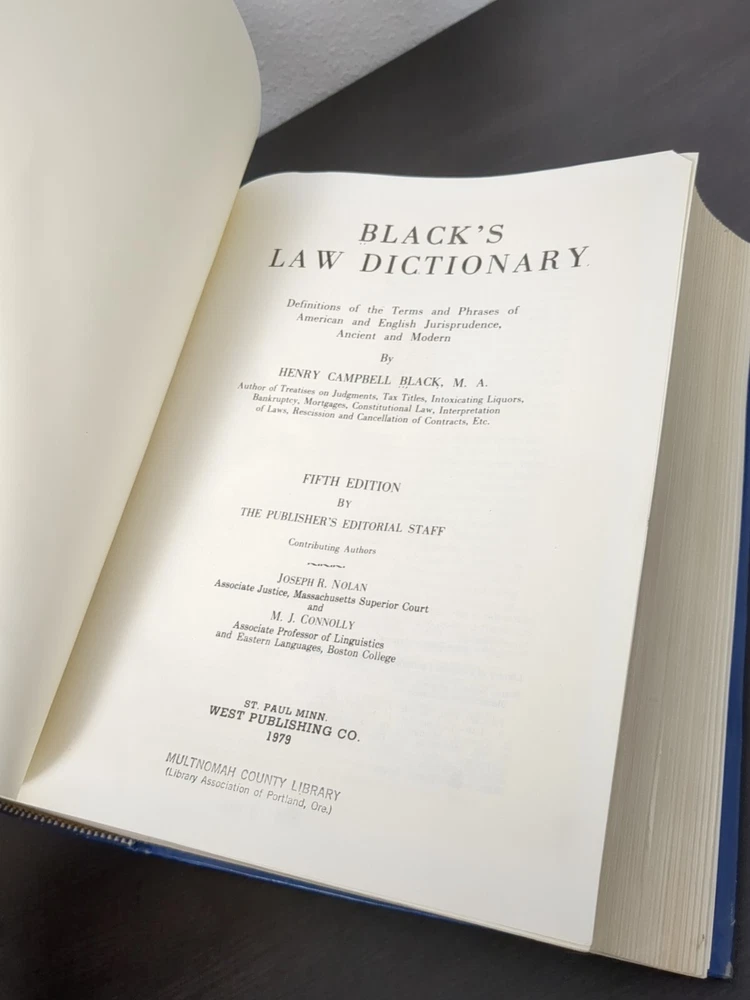 BLACK'S
LAW DICTIONARY
Definitions of the Terms and Phrases of
American and English Jurisprudence,
Ancient and Modern
By
HENRY CAMPBELL BLACK, M. A.
Author of Treatises on Judgments, Tax Titles, Intoxicating Liquors,
Bankruptcy, Mortgages, Constitutional Law, Interpretation
of Laws, Rescission and Cancellation of Contracts, Etc.
FIFTH EDITION
BY
THE PUBLISHER'S EDITORIAL STAFF
Contributing Authors
JOSEPH R. NOLAN
Associate Justice, Massachusetts Superior Court
and
M. J. CONNOLLY
Associate Professor of Linguistics
and Eastern Languages, Boston College
ST. PAUL MINN.
WEST PUBLISHING CO.
1979
MULTNOMAH COUNTY LIBRARY
(Library Association of Portland, Ore.)